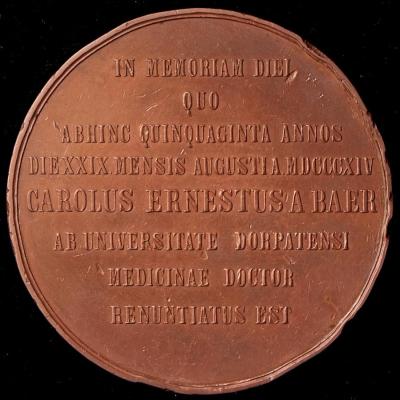 IN MEMORIAM DIEI
QUO
ABHINC QUINQUAGINTA ANNOS
DIE XXIX MENSIS AUGUSTI A MDCCCXIV
CAROLUS ERNESTUS A BAER
AB UNIVERSITATE DORPATENSI
MEDICINAE DOCTOR
RENUNTIATUS EST